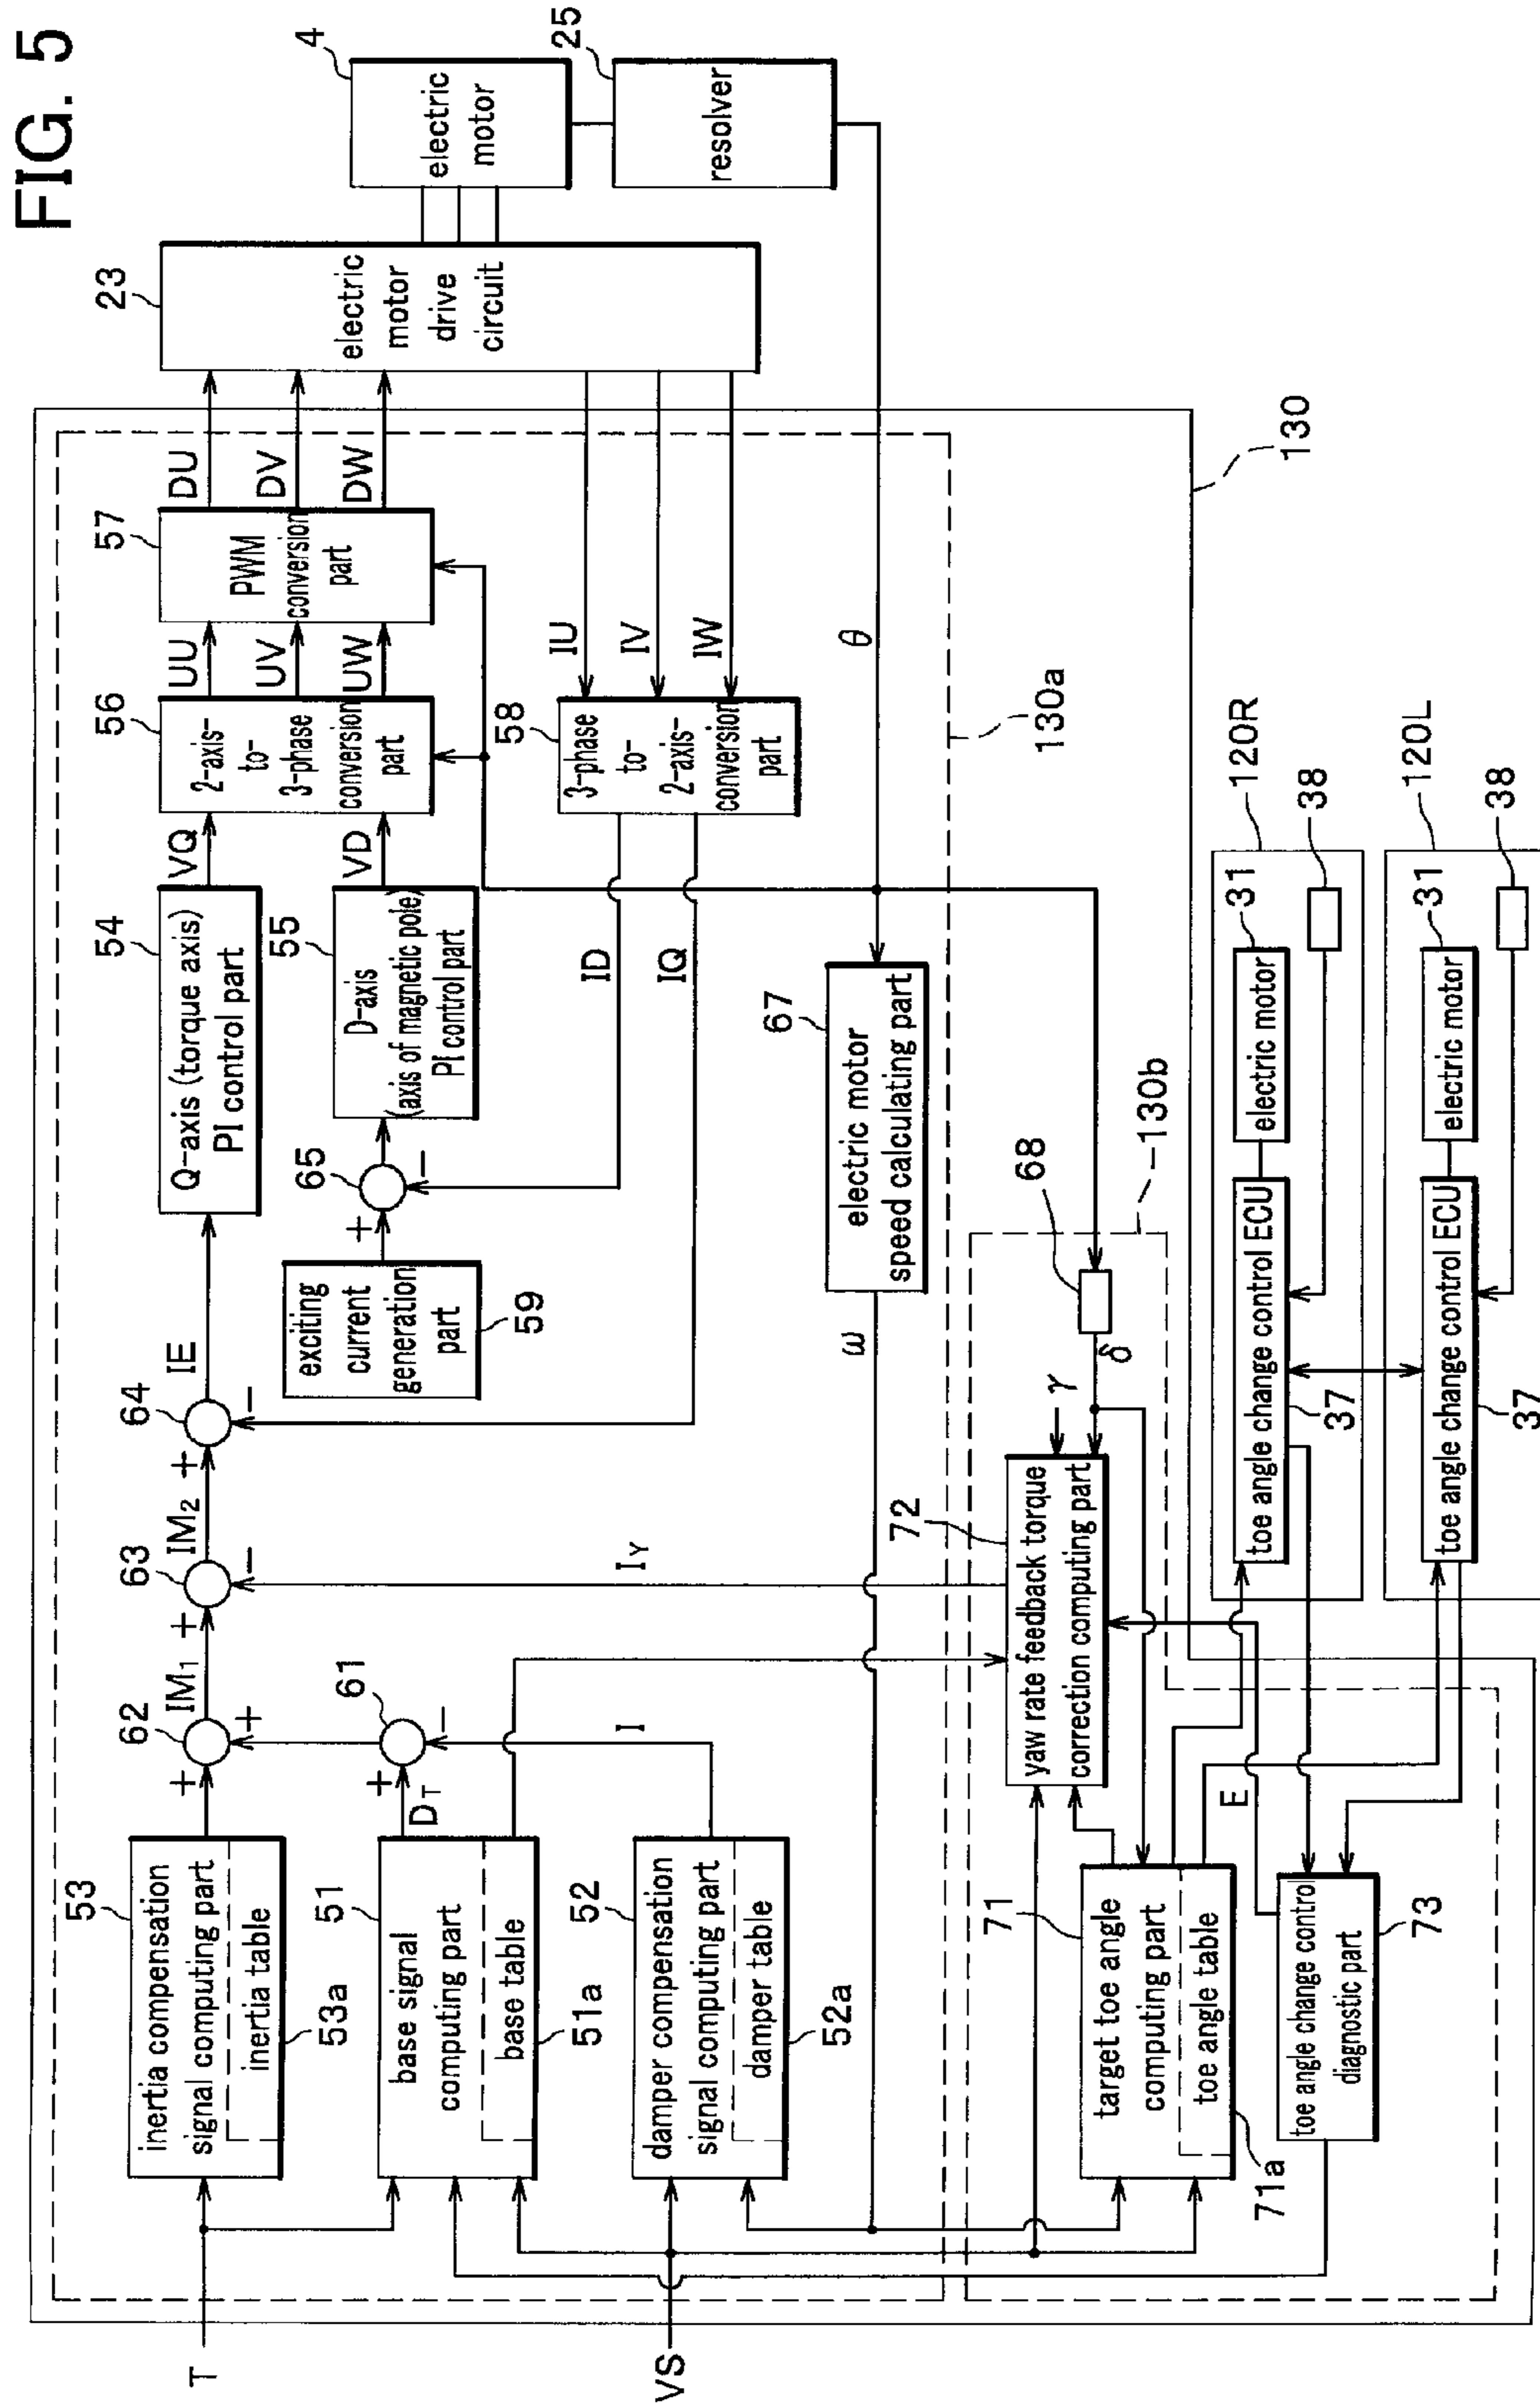 FIG. 5
T
VS
53
inertia compensation
signal computing part
inertia table
53a
51
base signal
computing part
base table
51a
52
damper compensation
signal computing part
damper table
52a
+
62
+
IM₁
+
D_T
61
-
I
+
63
-
IM₂
I_Y
+
64
-
IE
54
Q-axis (torque axis)
PI control part
VQ
exciting
current
generation
part
59
+
65
-
55
D-axis
(axis of magnetic pole)
PI control part
VD
ID
IQ
56
2-axis-
to-
3-phase
conversion
part
UU
UV
UW
57
PWM
conversion
part
DU
DV
DW
58
3-phase
to-
2-axis-
conversion
part
IU
IV
IW
23
electric
motor
drive
circuit
4
electric
motor
25
resolver
θ
67
electric motor
speed calculating part
ω
130a
130
130b
68
δ
γ
72
yaw rate feedback torque
correction computing part
71
target toe angle
computing part
toe angle table
71a
E
toe angle change control
diagnostic part
73
120R
toe angle change control ECU
37
electric motor
31
38
120L
toe angle change control ECU
37
electric motor
31
38